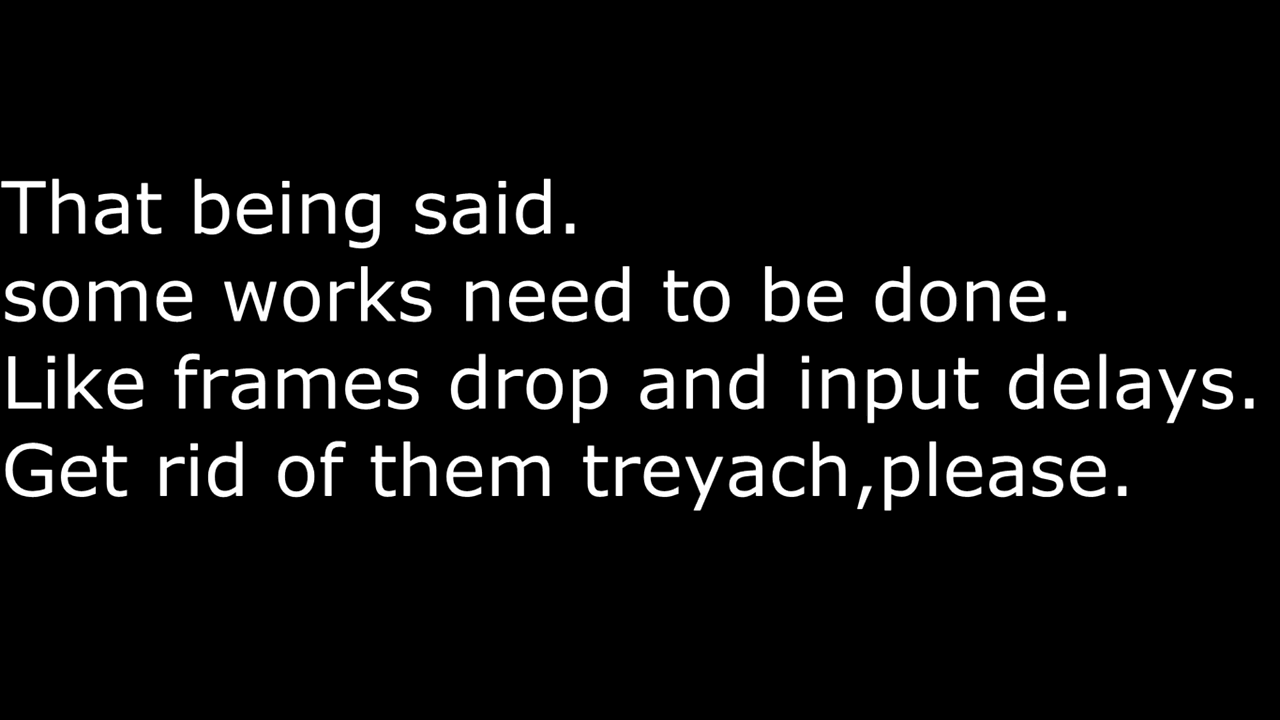 That being said.
some works need to be done.
Like frames drop and input delays.
Get rid of them treyach,please.